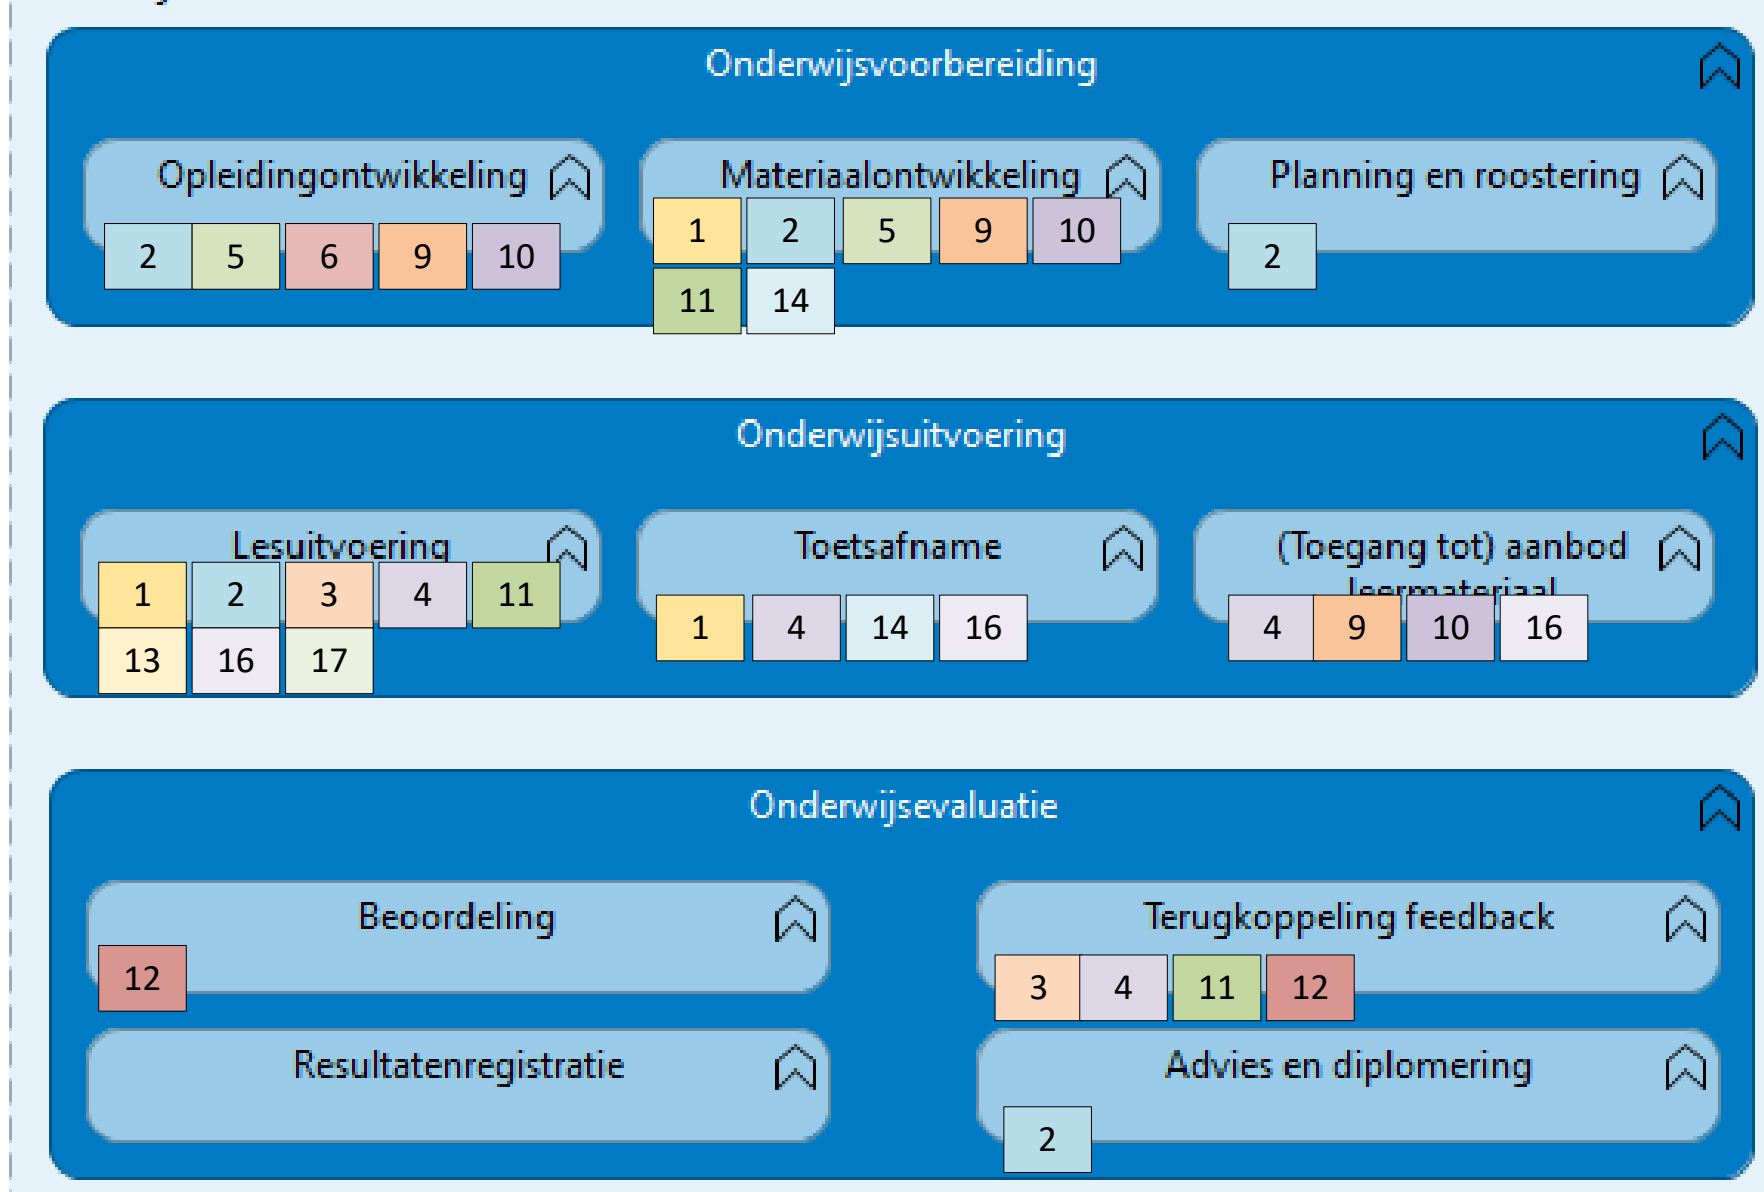 Onderwijsvoorbereiding
Opleidingontwikkeling
2 5 6 9 10
Materiaalontwikkeling
1 2 5 9 10
11 14
Planning en roostering
2
Onderwijsuitvoering
Lesuitvoering
1 2 3 4 11
13 16 17
Toetsafname
1 4 14 16
(Toegang tot) aanbod
leermateriaal
4 9 10 16
Onderwijsevaluatie
Beoordeling
12
Terugkoppeling feedback
3 4 11 12
Resultatenregistratie
Advies en diplomering
2